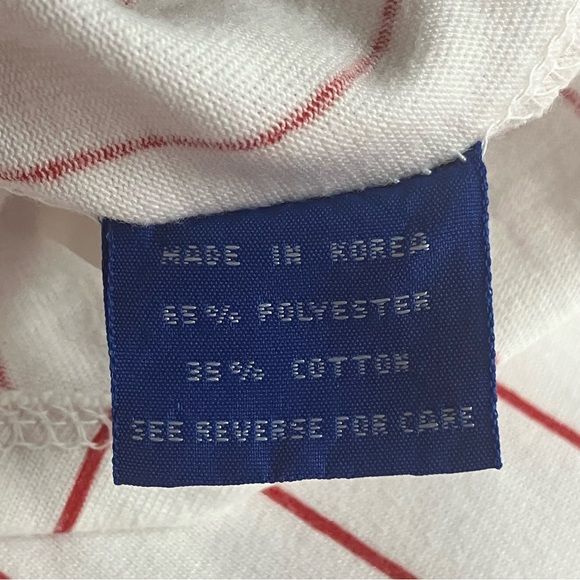 MADE IN KOREA
65% POLYESTER
35% COTTON
SEE REVERSE FOR CARE